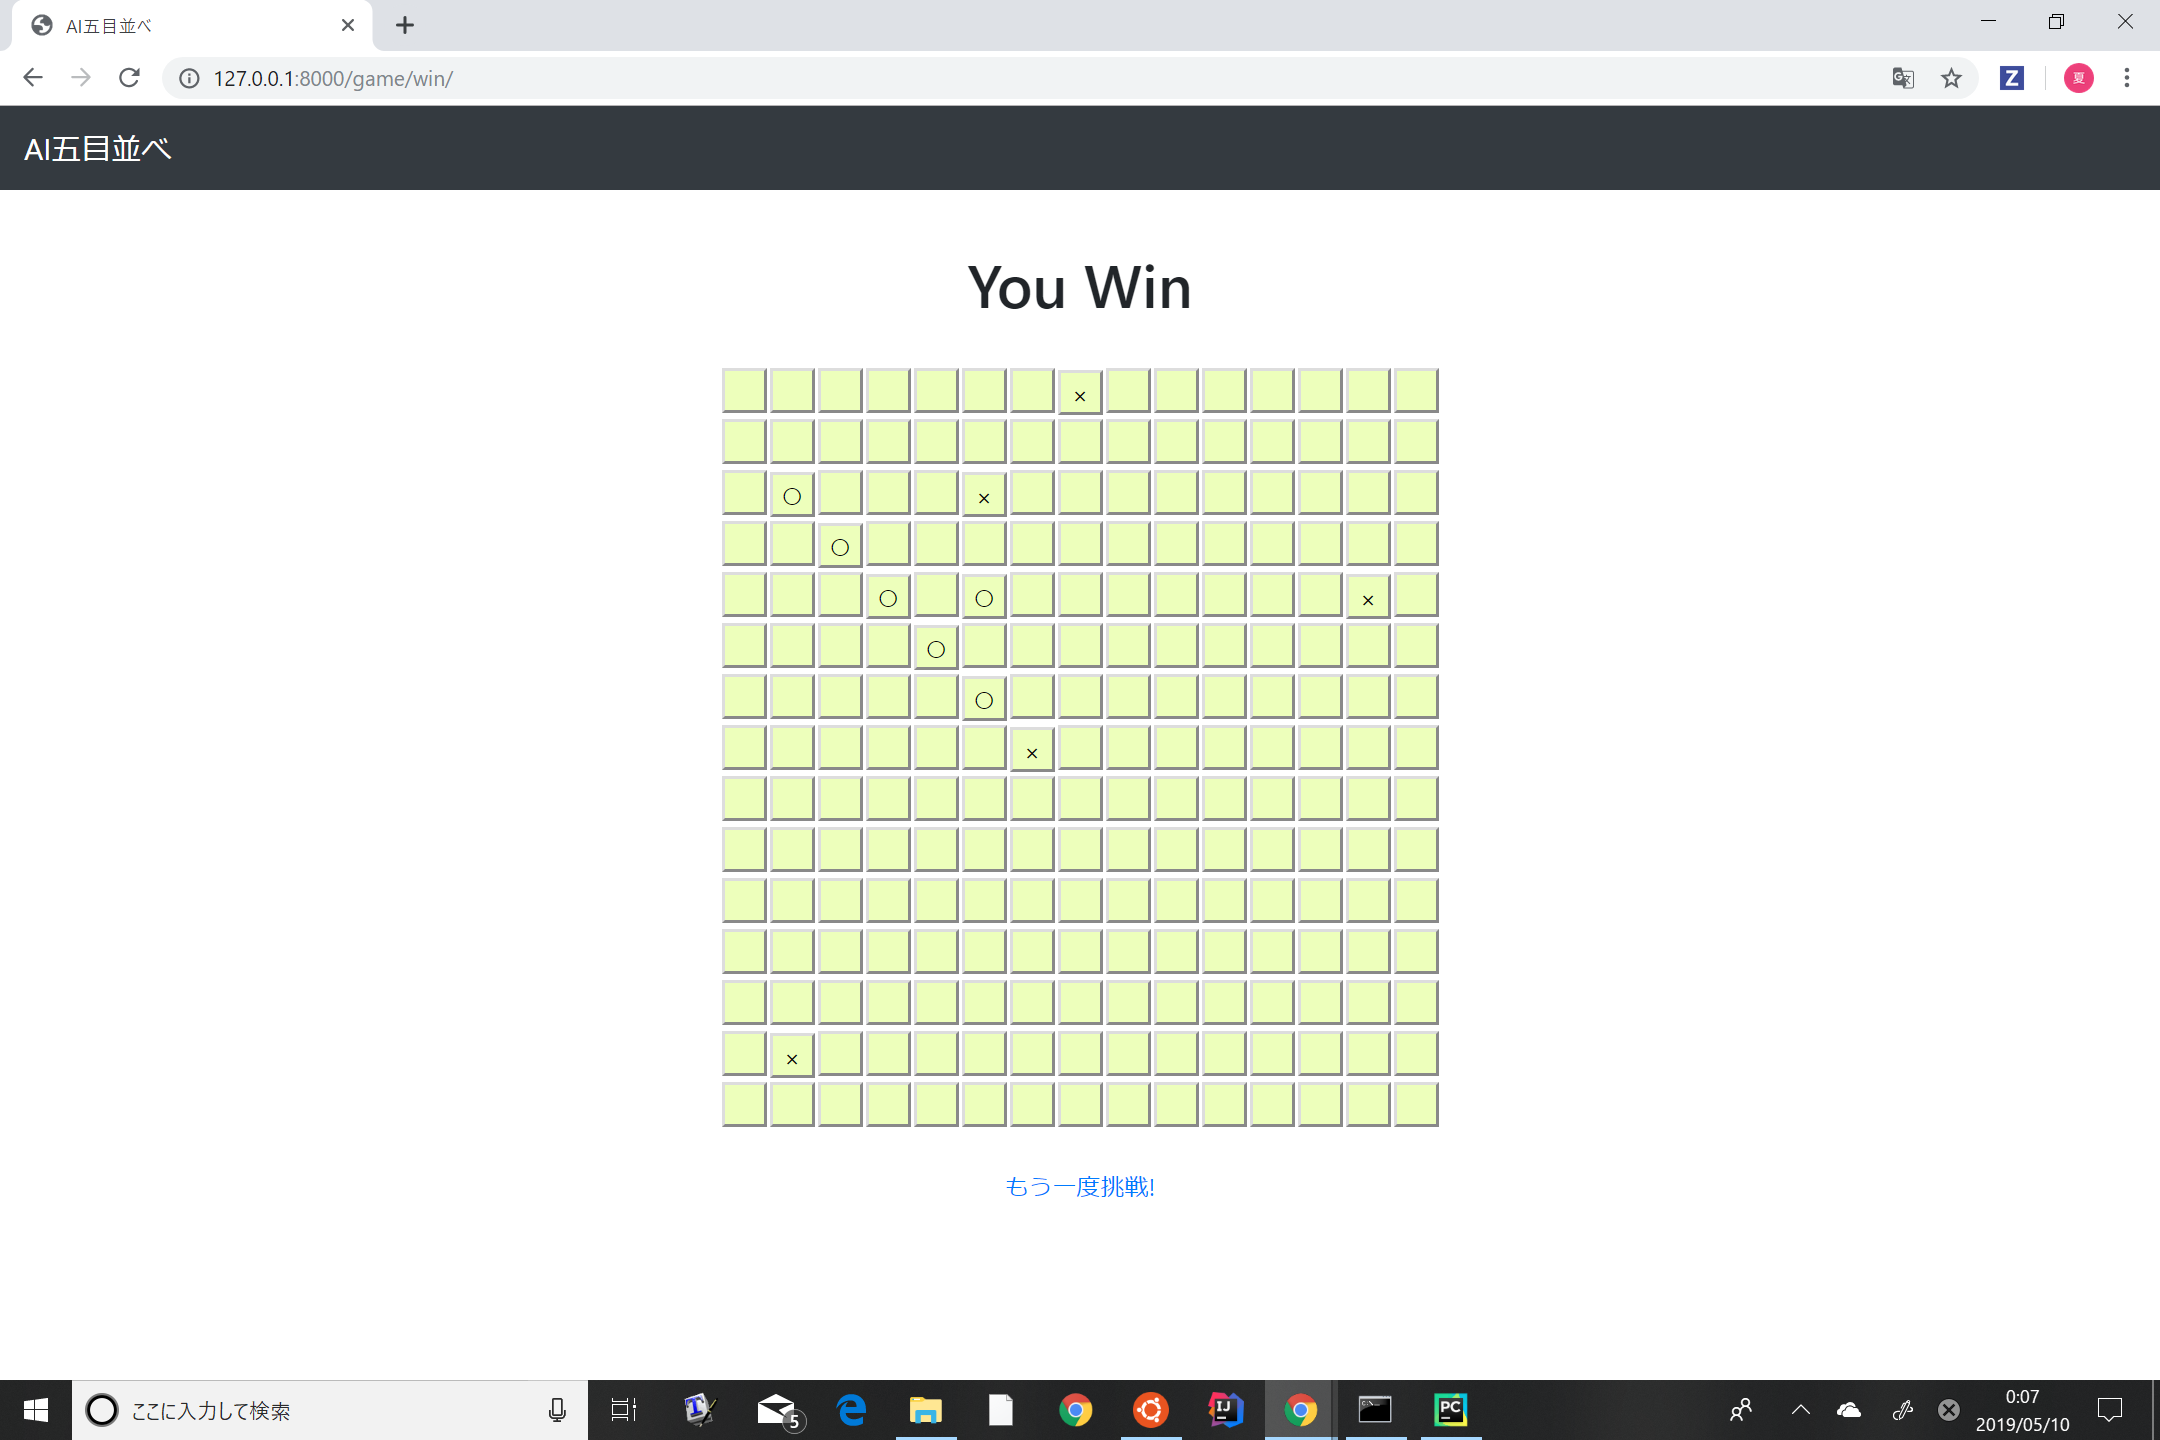 AI五目並べ
127.0.0.1:8000/game/win/
Z
夏
AI五目並べ
You Win
×
○ ×
○
○ ○ ×
○
○
×
×
もう一度挑戦!
ここに入力して検索
5
IJ
PC
0:07
2019/05/10